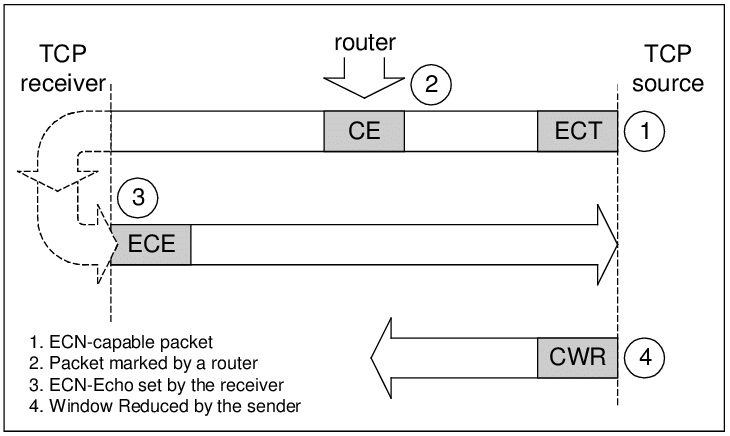 TCP
receiver
router
TCP
source
2
CE
ECT
1
3
ECE
CWR
4
1. ECN-capable packet
2. Packet marked by a router
3. ECN-Echo set by the receiver
4. Window Reduced by the sender